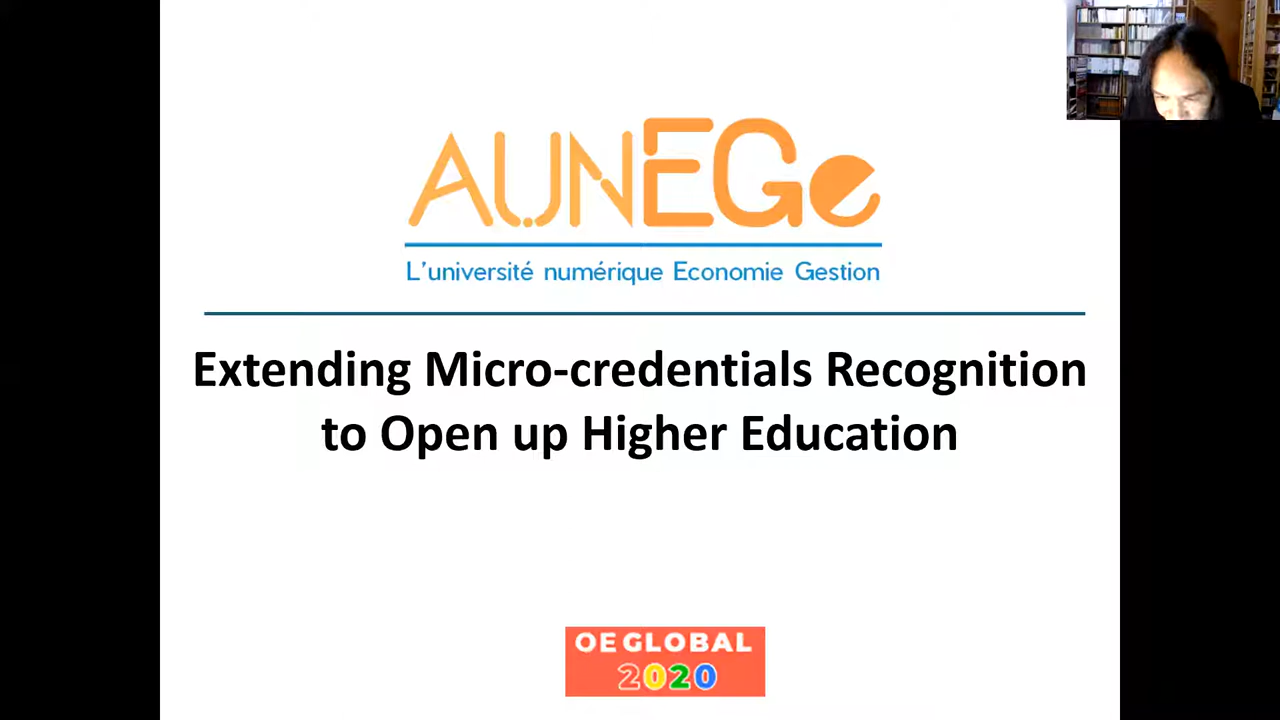 AUNEGe
L'université numérique Economie Gestion
Extending Micro-credentials Recognition
to Open up Higher Education
OE GLOBAL
2020